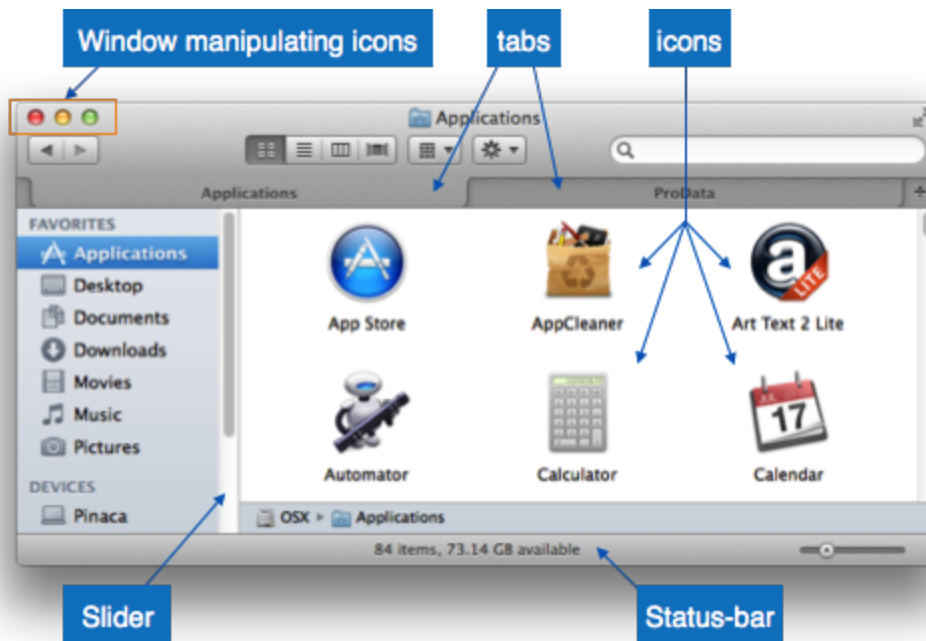 Window manipulating icons
tabs
icons
Applications
Applications
ProData
FAVORITES
Applications
Desktop
Documents
Downloads
Movies
Music
Pictures
DEVICES
Pinaca
App Store
AppCleaner
a
LITE
Art Text 2 Lite
Automator
Calculator
JUL
17
Calendar
OSX ▸ Applications
84 items, 73.14 GB available
Slider
Status-bar